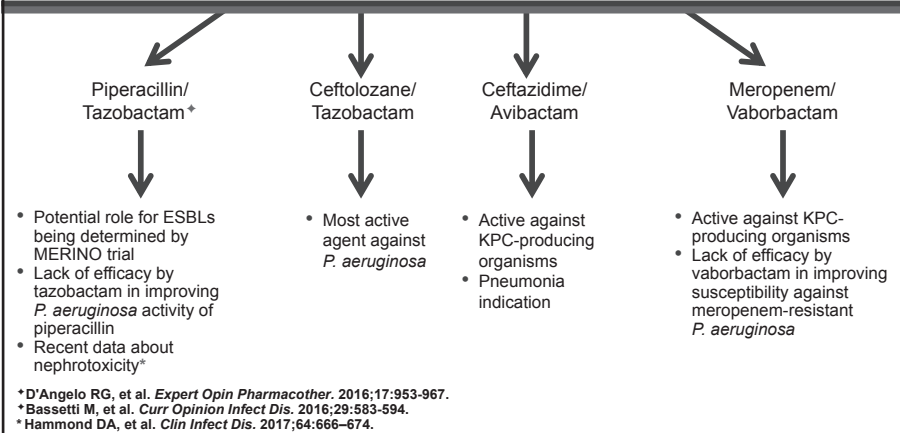 Piperacillin/
Tazobactam✦
• Potential role for ESBLs
being determined by
MERINO trial
• Lack of efficacy by
tazobactam in improving
P. aeruginosa activity of
piperacillin
• Recent data about
nephrotoxicity*
Ceftolozane/
Tazobactam
• Most active
agent against
P. aeruginosa
Ceftazidime/
Avibactam
• Active against
KPC-producing
organisms
• Pneumonia
indication
Meropenem/
Vaborbactam
• Active against KPC-
producing organisms
• Lack of efficacy by
vaborbactam in improving
susceptibility against
meropenem-resistant
P. aeruginosa
✦D'Angelo RG, et al. Expert Opin Pharmacother. 2016;17:953-967.
✦Bassetti M, et al. Curr Opinion Infect Dis. 2016;29:583-594.
* Hammond DA, et al. Clin Infect Dis. 2017;64:666–674.